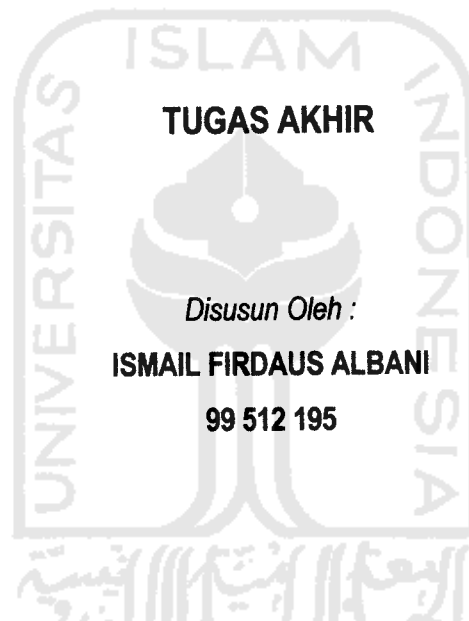 ISLAM
UNIVERSITAS
INDONESIA
TUGAS AKHIR
Disusun Oleh :
ISMAIL FIRDAUS ALBANI
99 512 195